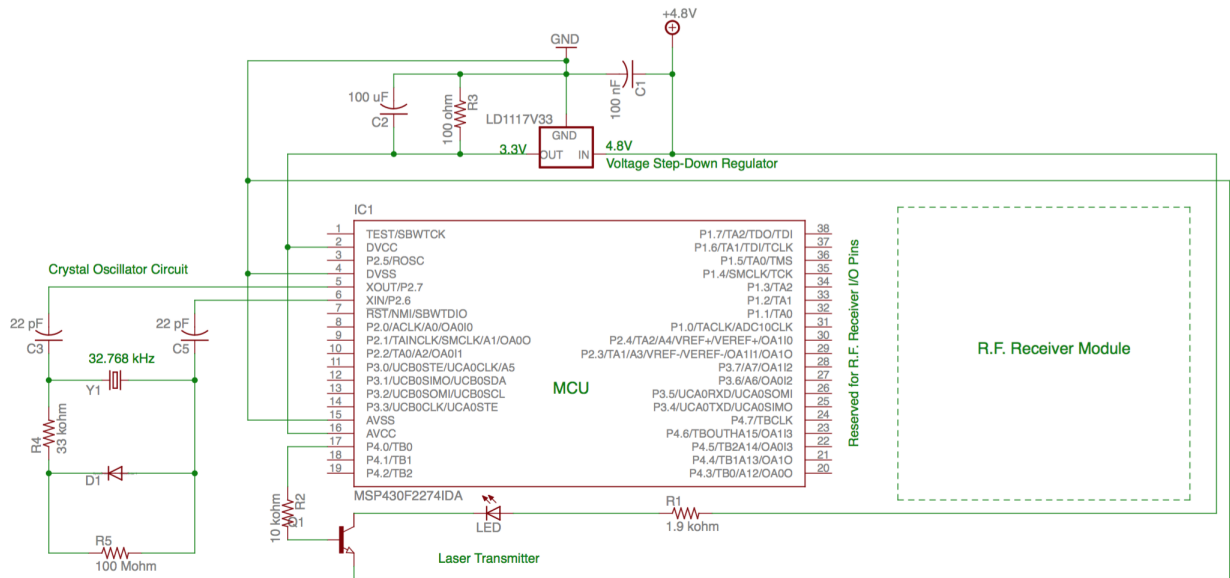 +4.8V
GND
100 uF
C2
100 ohm
R3
LD1117V33
100 nF
C1
GND
3.3V
OUT
IN
4.8V
Voltage Step-Down Regulator
IC1
1 TEST/SBWTCK
2 DVCC
3 P2.5/ROSC
4 DVSS
5 XOUT/P2.7
6 XIN/P2.6
7 RST/NMI/SBWTDIO
8 P2.0/ACLK/A0/OA0I0
9 P2.1/TAINCLK/SMCLK/A1/OA0O
10 P2.2/TA0/A2/OA0I1
11 P3.0/UCB0STE/UCA0CLK/A5
12 P3.1/UCB0SIMO/UCB0SDA
13 P3.2/UCB0SOMI/UCB0SCL
14 P3.3/UCB0CLK/UCA0STE
15 AVSS
16 AVCC
17 P4.0/TB0
18 P4.1/TB1
19 P4.2/TB2
P1.7/TA2/TDO/TDI 38
P1.6/TA1/TDI/TCLK 37
P1.5/TA0/TMS 36
P1.4/SMCLK/TCK 35
P1.3/TA2 34
P1.2/TA1 33
P1.1/TA0 32
P1.0/TACLK/ADC10CLK 31
P2.4/TA2/A4/VREF+/VEREF+/OA1I0 30
P2.3/TA1/A3/VREF-/VEREF-/OA1I1/OA1O 29
P3.7/A7/OA1I2 28
P3.6/A6/OA0I2 27
P3.5/UCA0RXD/UCA0SOMI 26
P3.4/UCA0TXD/UCA0SIMO 25
P4.7/TBCLK 24
P4.6/TBOUTHA15/OA1I3 23
P4.5/TB2A14/OA0I3 22
P4.4/TB1A13/OA1O 21
P4.3/TB0/A12/OA0O 20
MCU
MSP430F2274IDA
Reserved for R.F. Receiver I/O Pins
R.F. Receiver Module
Crystal Oscillator Circuit
22 pF
C3
22 pF
C5
32.768 kHz
Y1
R4
33 kohm
D1
R5
100 Mohm
10 kohm
R2
Q1
LED
R1
1.9 kohm
Laser Transmitter